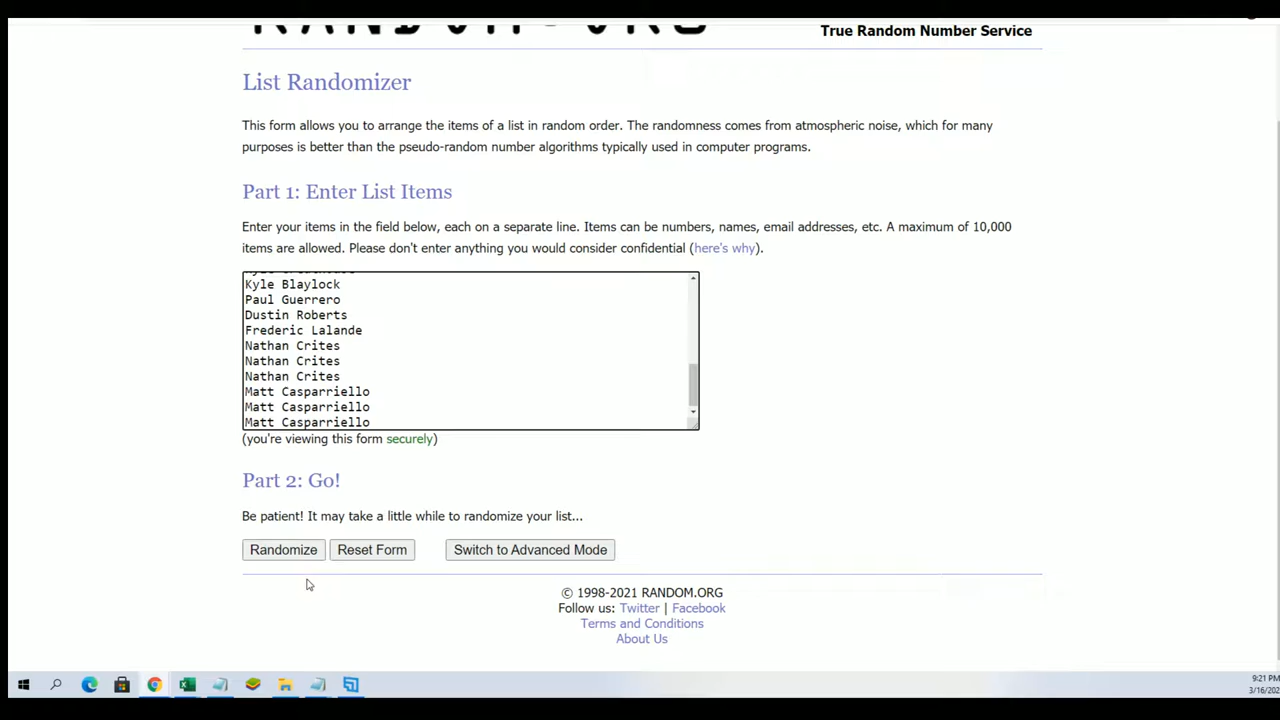 RANDOM.ORG
True Random Number Service
List Randomizer
This form allows you to arrange the items of a list in random order. The randomness comes from atmospheric noise, which for many
purposes is better than the pseudo-random number algorithms typically used in computer programs.
Part 1: Enter List Items
Enter your items in the field below, each on a separate line. Items can be numbers, names, email addresses, etc. A maximum of 10,000
items are allowed. Please don't enter anything you would consider confidential (here's why).
Kyle Blaylock
Paul Guerrero
Dustin Roberts
Frederic Lalande
Nathan Crites
Nathan Crites
Nathan Crites
Matt Casparriello
Matt Casparriello
Matt Casparriello
(you're viewing this form securely)
Part 2: Go!
Be patient! It may take a little while to randomize your list...
Randomize Reset Form Switch to Advanced Mode
© 1998-2021 RANDOM.ORG
Follow us: Twitter | Facebook
Terms and Conditions
About Us
9:21 PM
3/16/202